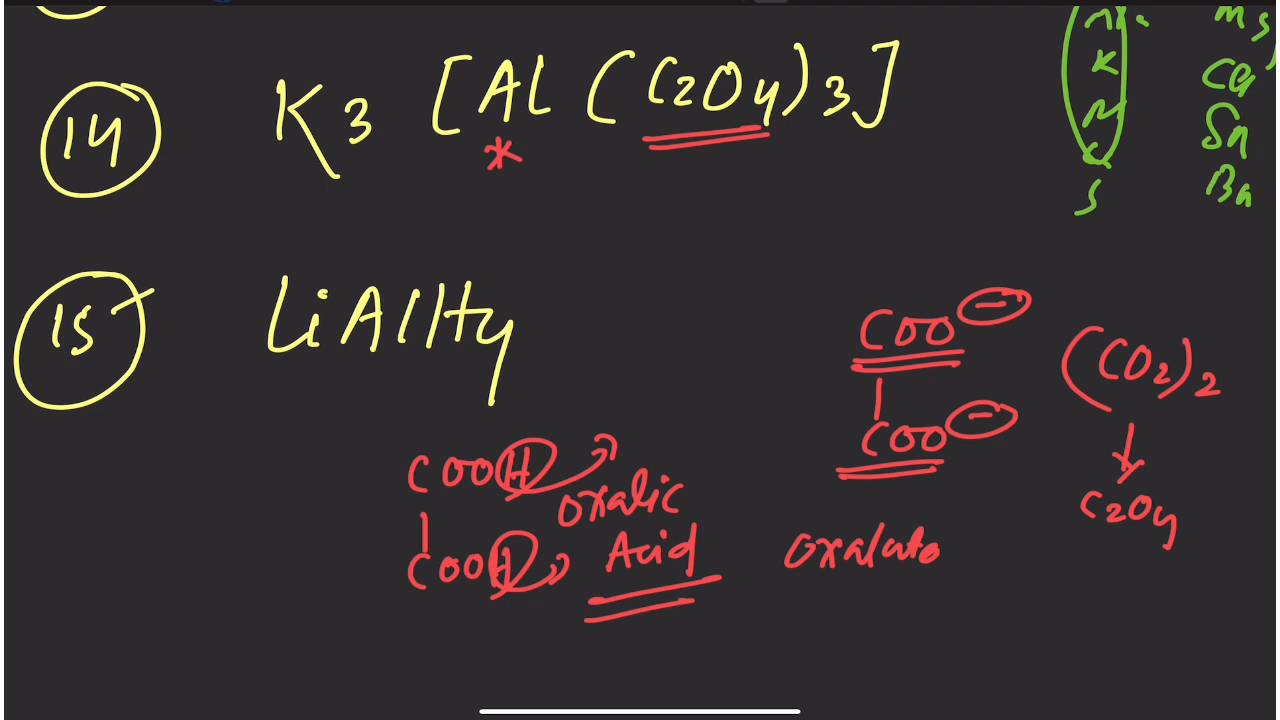 14 K3 [Al (C2O4)3]
*
K
Ca
Sn
S
Ba
15 LiAlH4
COO−
COO−
(CO2)2
C2O4
COOH
COOH
oxalic
Acid
oxalato